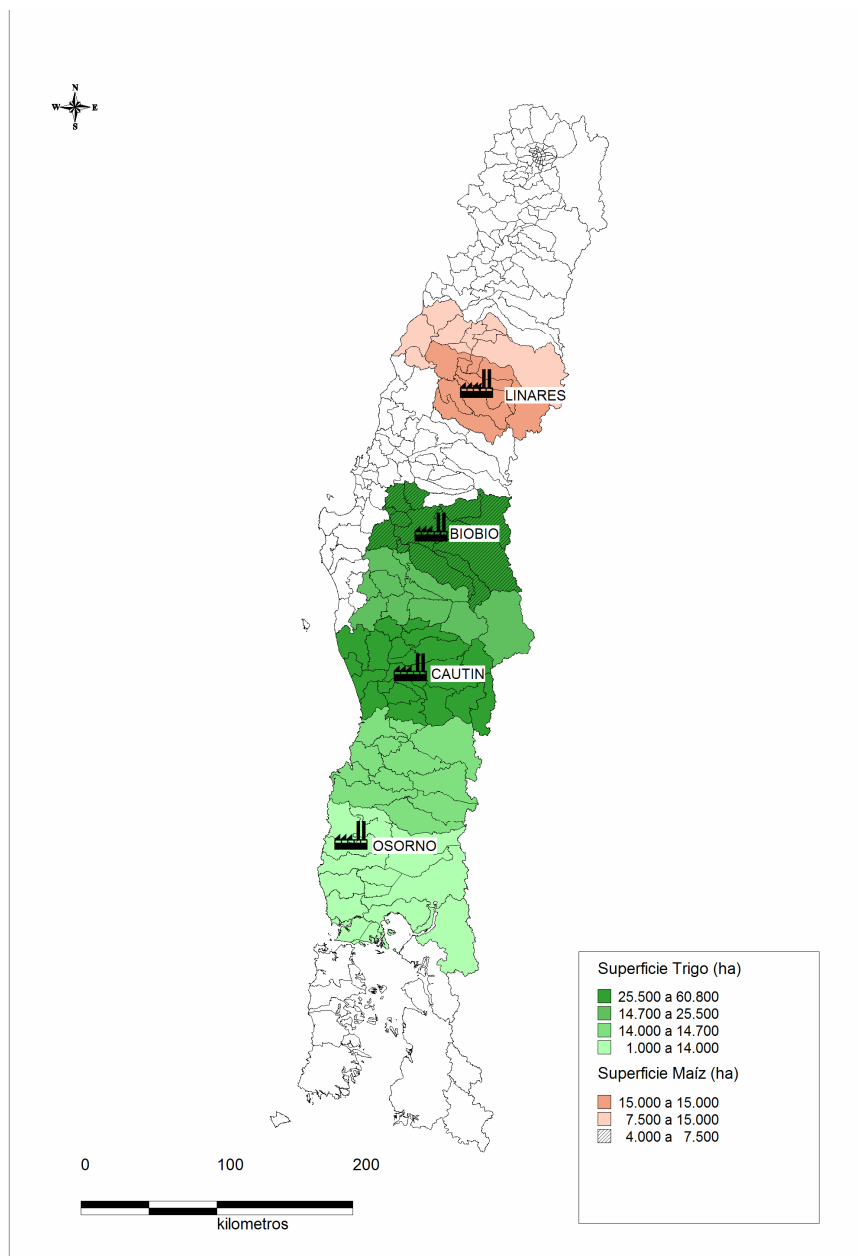 N
W E
S
LINARES
BIOBIO
CAUTIN
OSORNO
Superficie Trigo (ha)
25.500 a 60.800
14.700 a 25.500
14.000 a 14.700
1.000 a 14.000
Superficie Maíz (ha)
15.000 a 15.000
7.500 a 15.000
4.000 a 7.500
0 100 200
kilometros